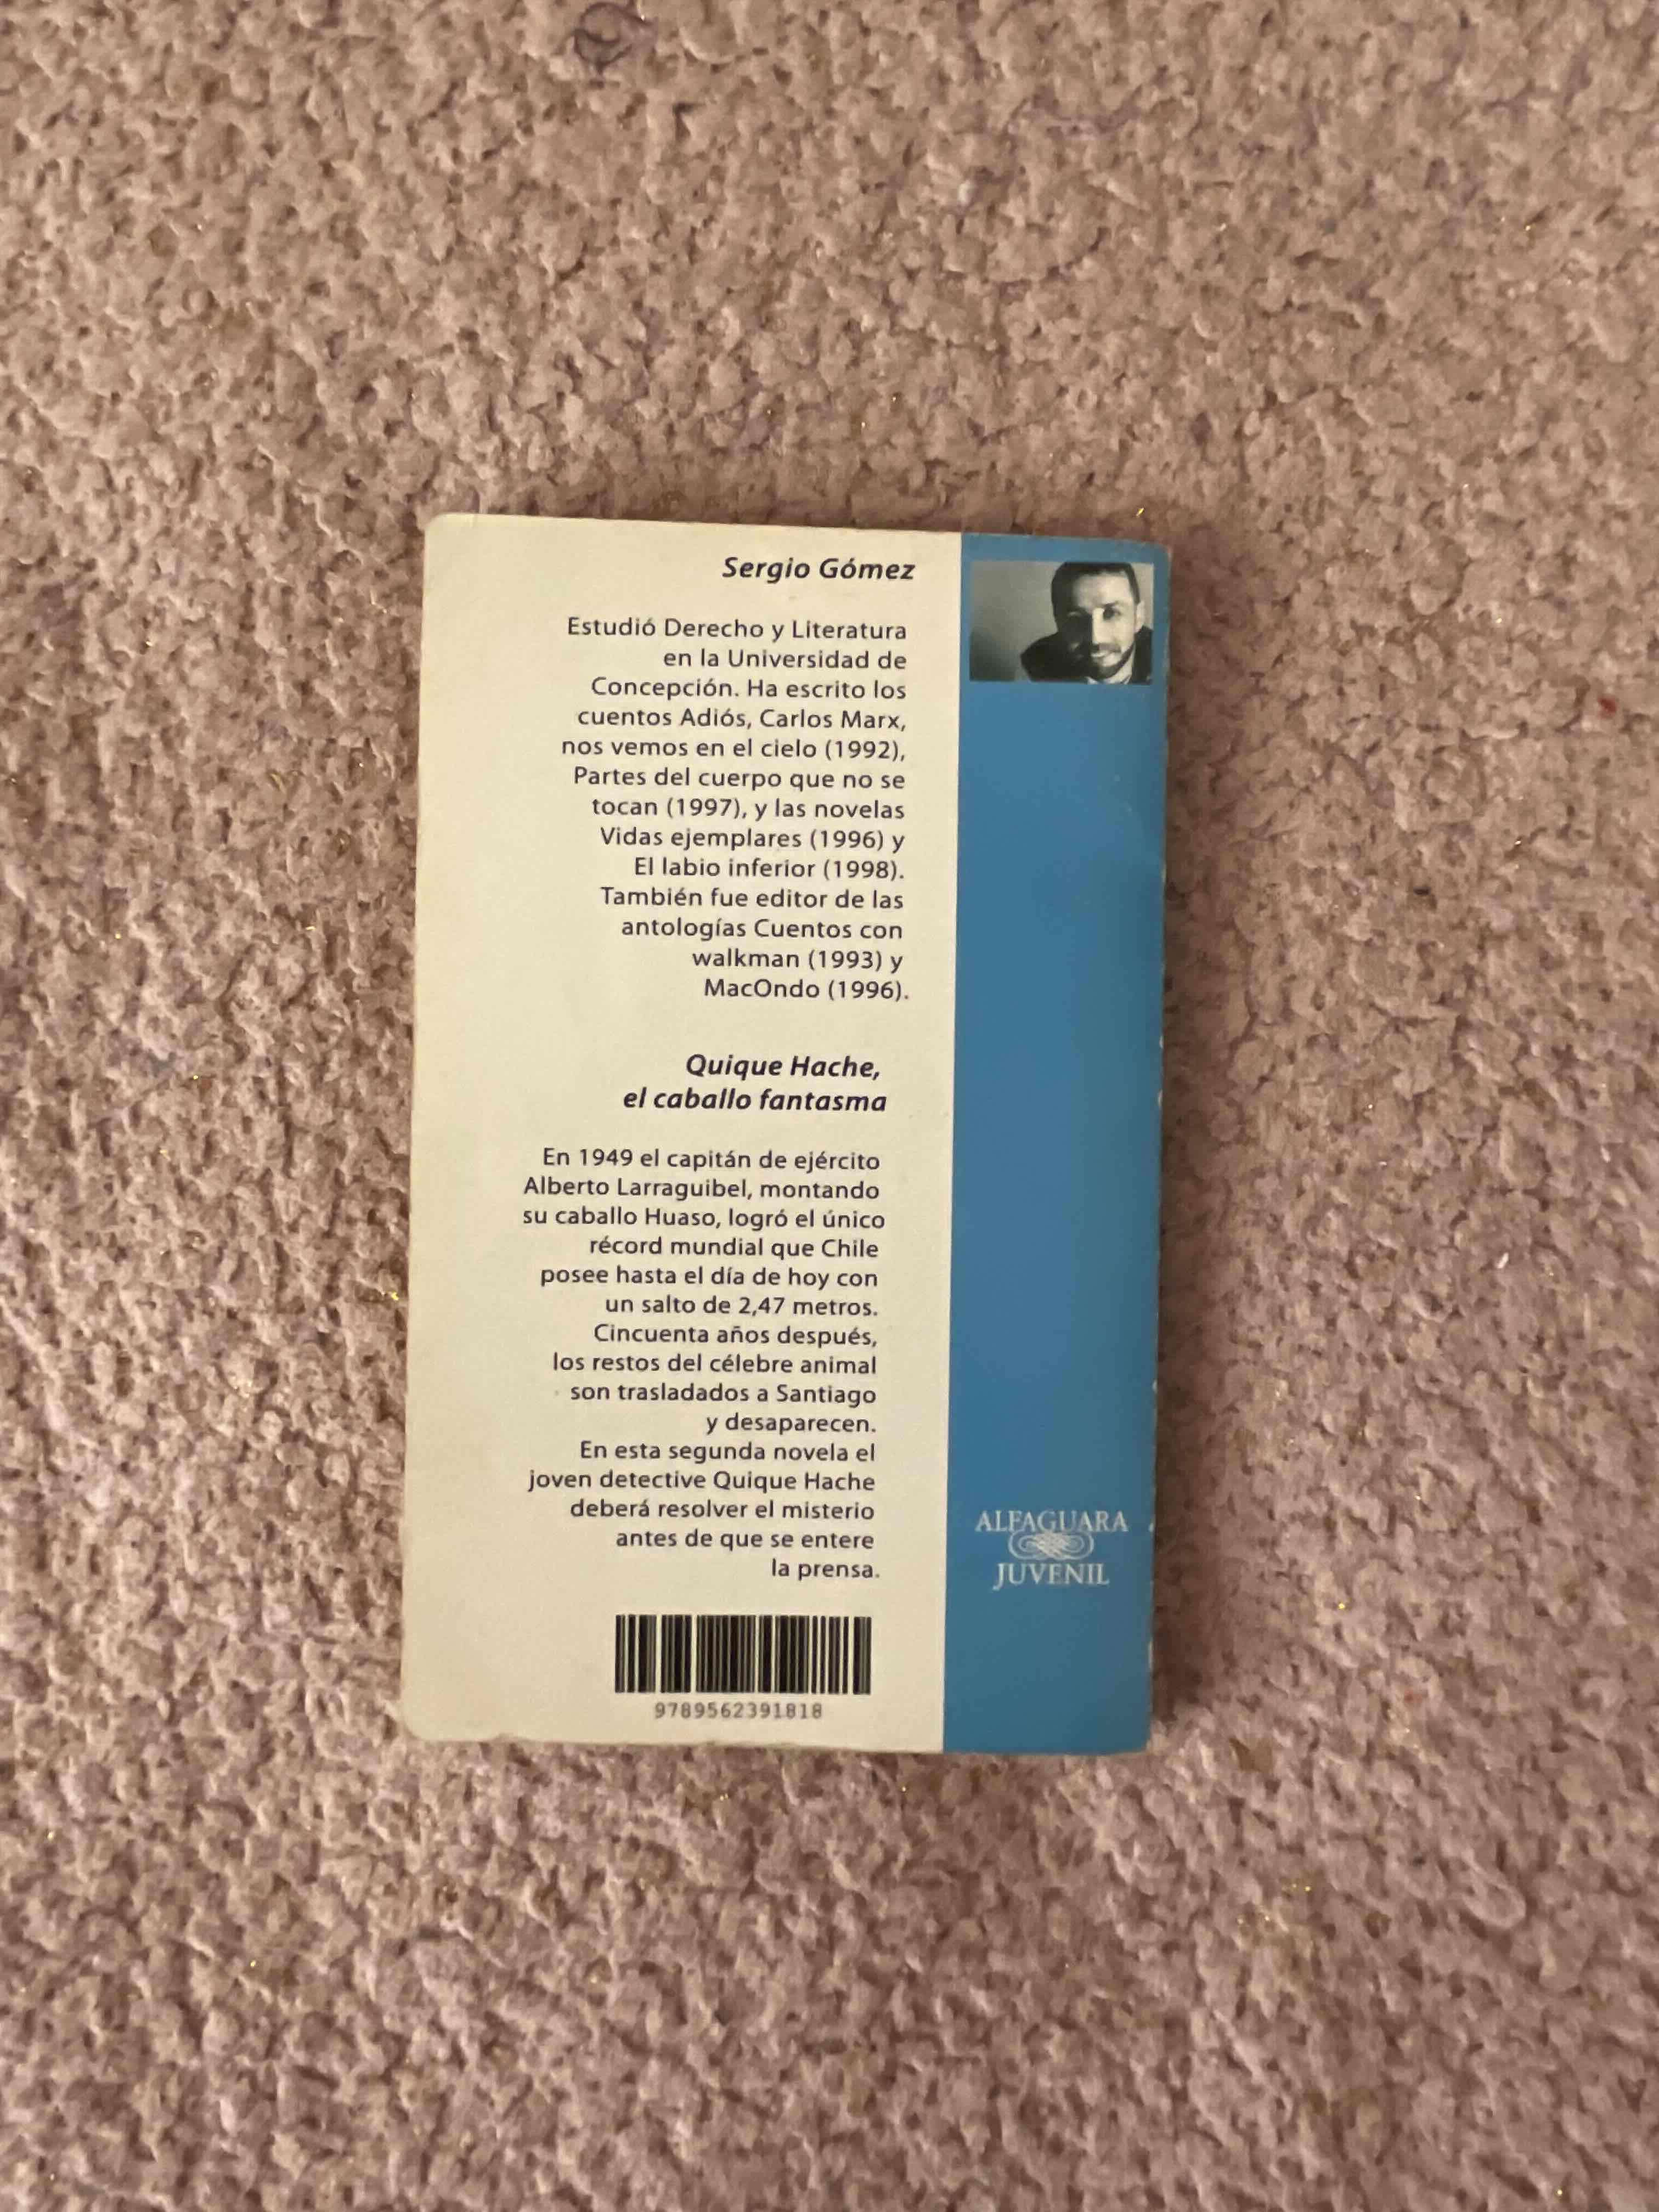 Sergio Gómez
Estudió Derecho y Literatura
en la Universidad de
Concepción. Ha escrito los
cuentos Adiós, Carlos Marx,
nos vemos en el cielo (1992),
Partes del cuerpo que no se
tocan (1997), y las novelas
Vidas ejemplares (1996) y
El labio inferior (1998).
También fue editor de las
antologías Cuentos con
walkman (1993) y
MacOndo (1996).
Quique Hache,
el caballo fantasma
En 1949 el capitán de ejército
Alberto Larraguibel, montando
su caballo Huaso, logró el único
récord mundial que Chile
posee hasta el día de hoy con
un salto de 2,47 metros.
Cincuenta años después,
los restos del célebre animal
son trasladados a Santiago
y desaparecen.
En esta segunda novela el
joven detective Quique Hache
deberá resolver el misterio
antes de que se entere
la prensa.
9789562391818
ALFAGUARA
JUVENIL